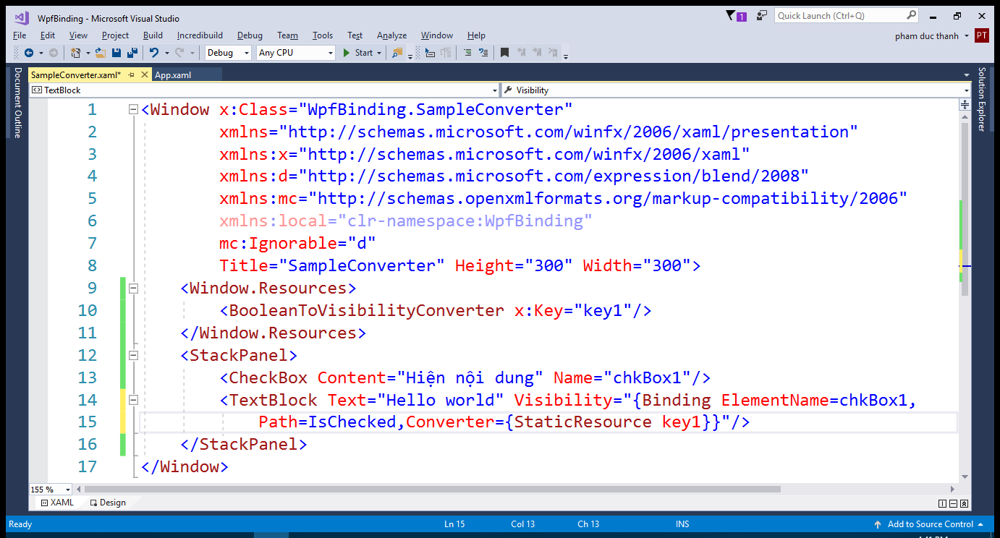 WpfBinding - Microsoft Visual Studio
1
Quick Launch (Ctrl+Q)
File Edit View Project Build Incredibuild Debug Team Tools Test Analyze Window Help
pham duc thanh PT
Debug Any CPU Start
Document Outline
SampleConverter.xaml* App.xaml
Solution Explorer
TextBlock Visibility
1 <Window x:Class="WpfBinding.SampleConverter"
2 xmlns="http://schemas.microsoft.com/winfx/2006/xaml/presentation"
3 xmlns:x="http://schemas.microsoft.com/winfx/2006/xaml"
4 xmlns:d="http://schemas.microsoft.com/expression/blend/2008"
5 xmlns:mc="http://schemas.openxmlformats.org/markup-compatibility/2006"
6 xmlns:local="clr-namespace:WpfBinding"
7 mc:Ignorable="d"
8 Title="SampleConverter" Height="300" Width="300">
9 <Window.Resources>
10 <BooleanToVisibilityConverter x:Key="key1"/>
11 </Window.Resources>
12 <StackPanel>
13 <CheckBox Content="Hiện nội dung" Name="chkBox1"/>
14 <TextBlock Text="Hello world" Visibility="{Binding ElementName=chkBox1,
15 Path=IsChecked,Converter={StaticResource key1}}"/>
16 </StackPanel>
17 </Window>
155 %
XAML Design
Ready Ln 15 Col 13 Ch 13 INS Add to Source Control